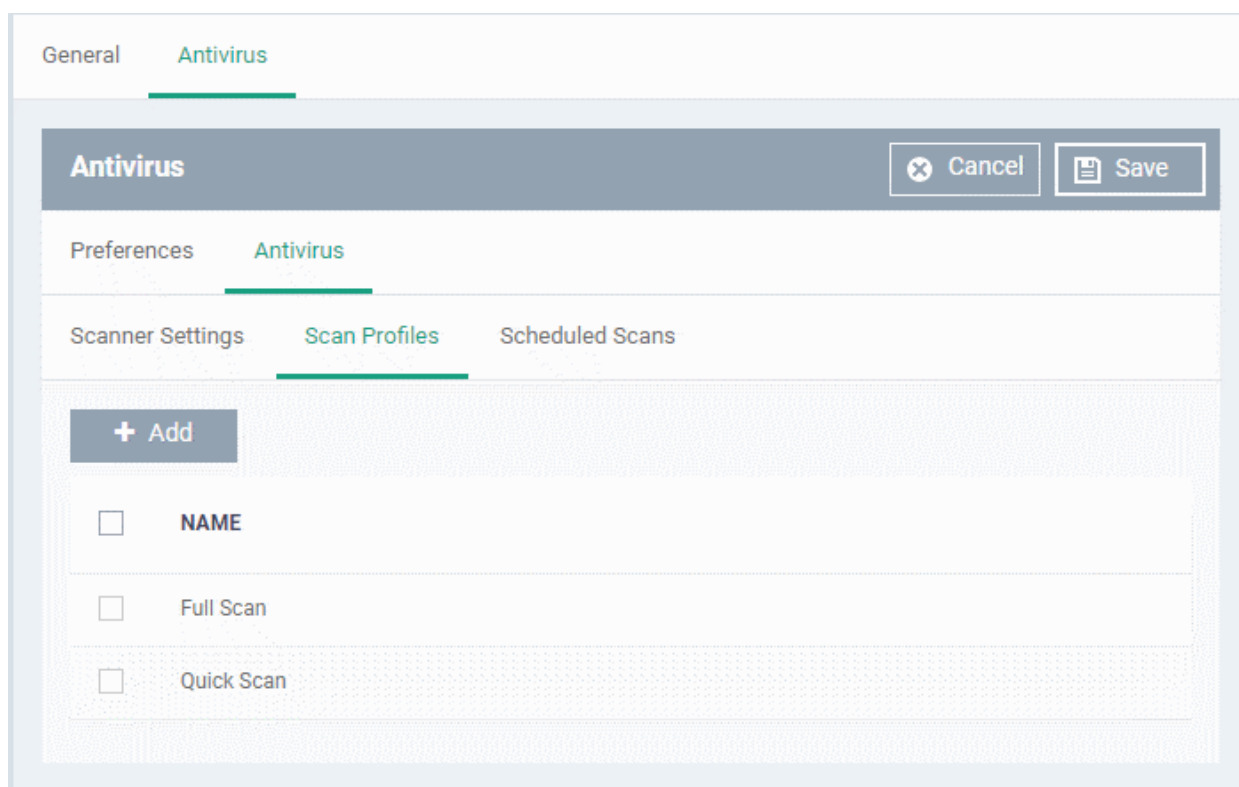 General Antivirus
Antivirus Cancel Save
Preferences Antivirus
Scanner Settings Scan Profiles Scheduled Scans
+ Add
NAME
Full Scan
Quick Scan